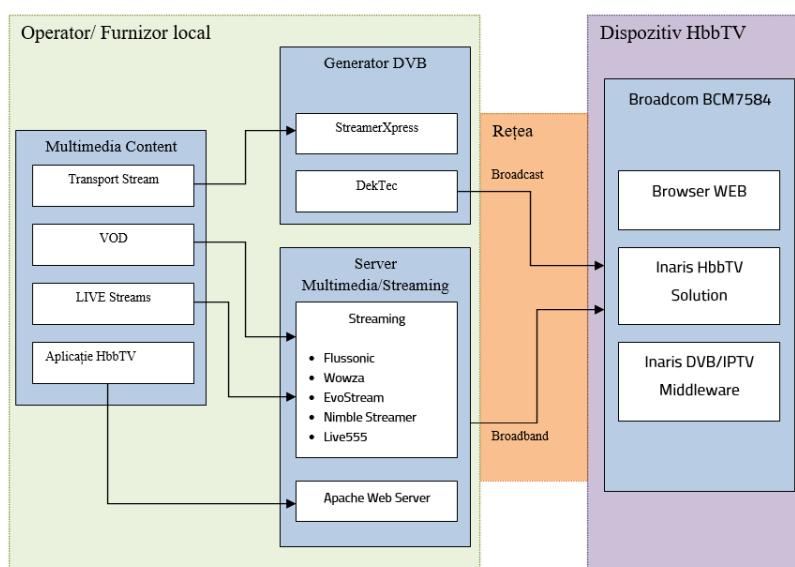 Operator/ Furnizor local
Multimedia Content
Transport Stream
VOD
LIVE Streams
Aplicație HbbTV
Generator DVB
StreamerXpress
DekTec
Server
Multimedia/Streaming
Streaming
• Flussonic
• Wowza
• EvoStream
• Nimble Streamer
• Live555
Apache Web Server
Rețea
Broadcast
Broadband
Dispozitiv HbbTV
Broadcom BCM7584
Browser WEB
Inaris HbbTV
Solution
Inaris DVB/IPTV
Middleware